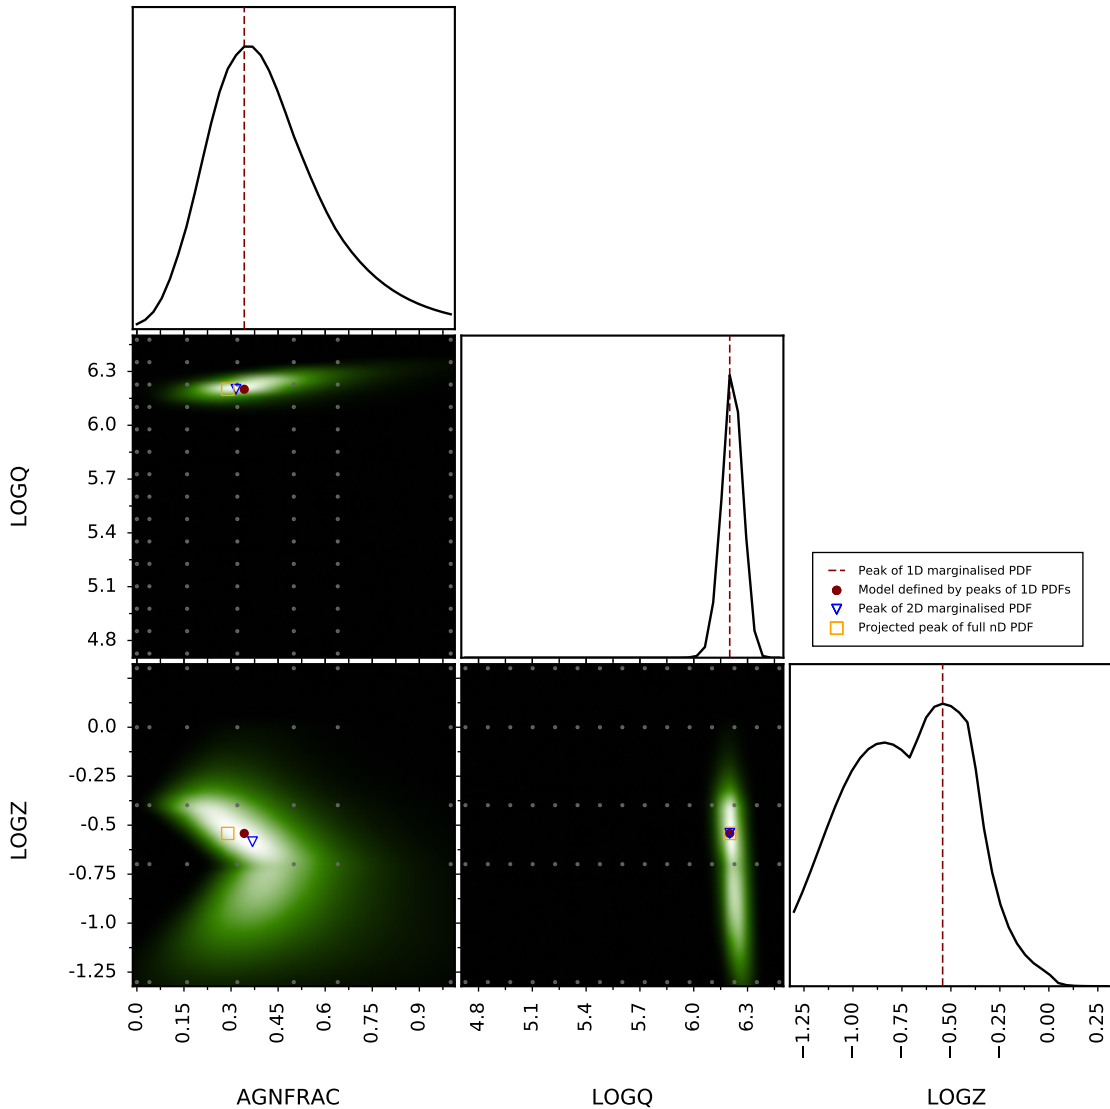 6.3
6.0
5.7
5.4
5.1
4.8
LOGQ
Peak of 1D marginalised PDF
Model defined by peaks of 1D PDFs
Peak of 2D marginalised PDF
Projected peak of full nD PDF
0.0
-0.25
-0.5
-0.75
-1.0
-1.25
LOGZ
0.0 0.15 0.3 0.45 0.6 0.75 0.9
4.8 5.1 5.4 5.7 6.0 6.3
−1.25 −1.00 −0.75 −0.50 −0.25 0.00 0.25
AGNFRAC LOGQ LOGZ